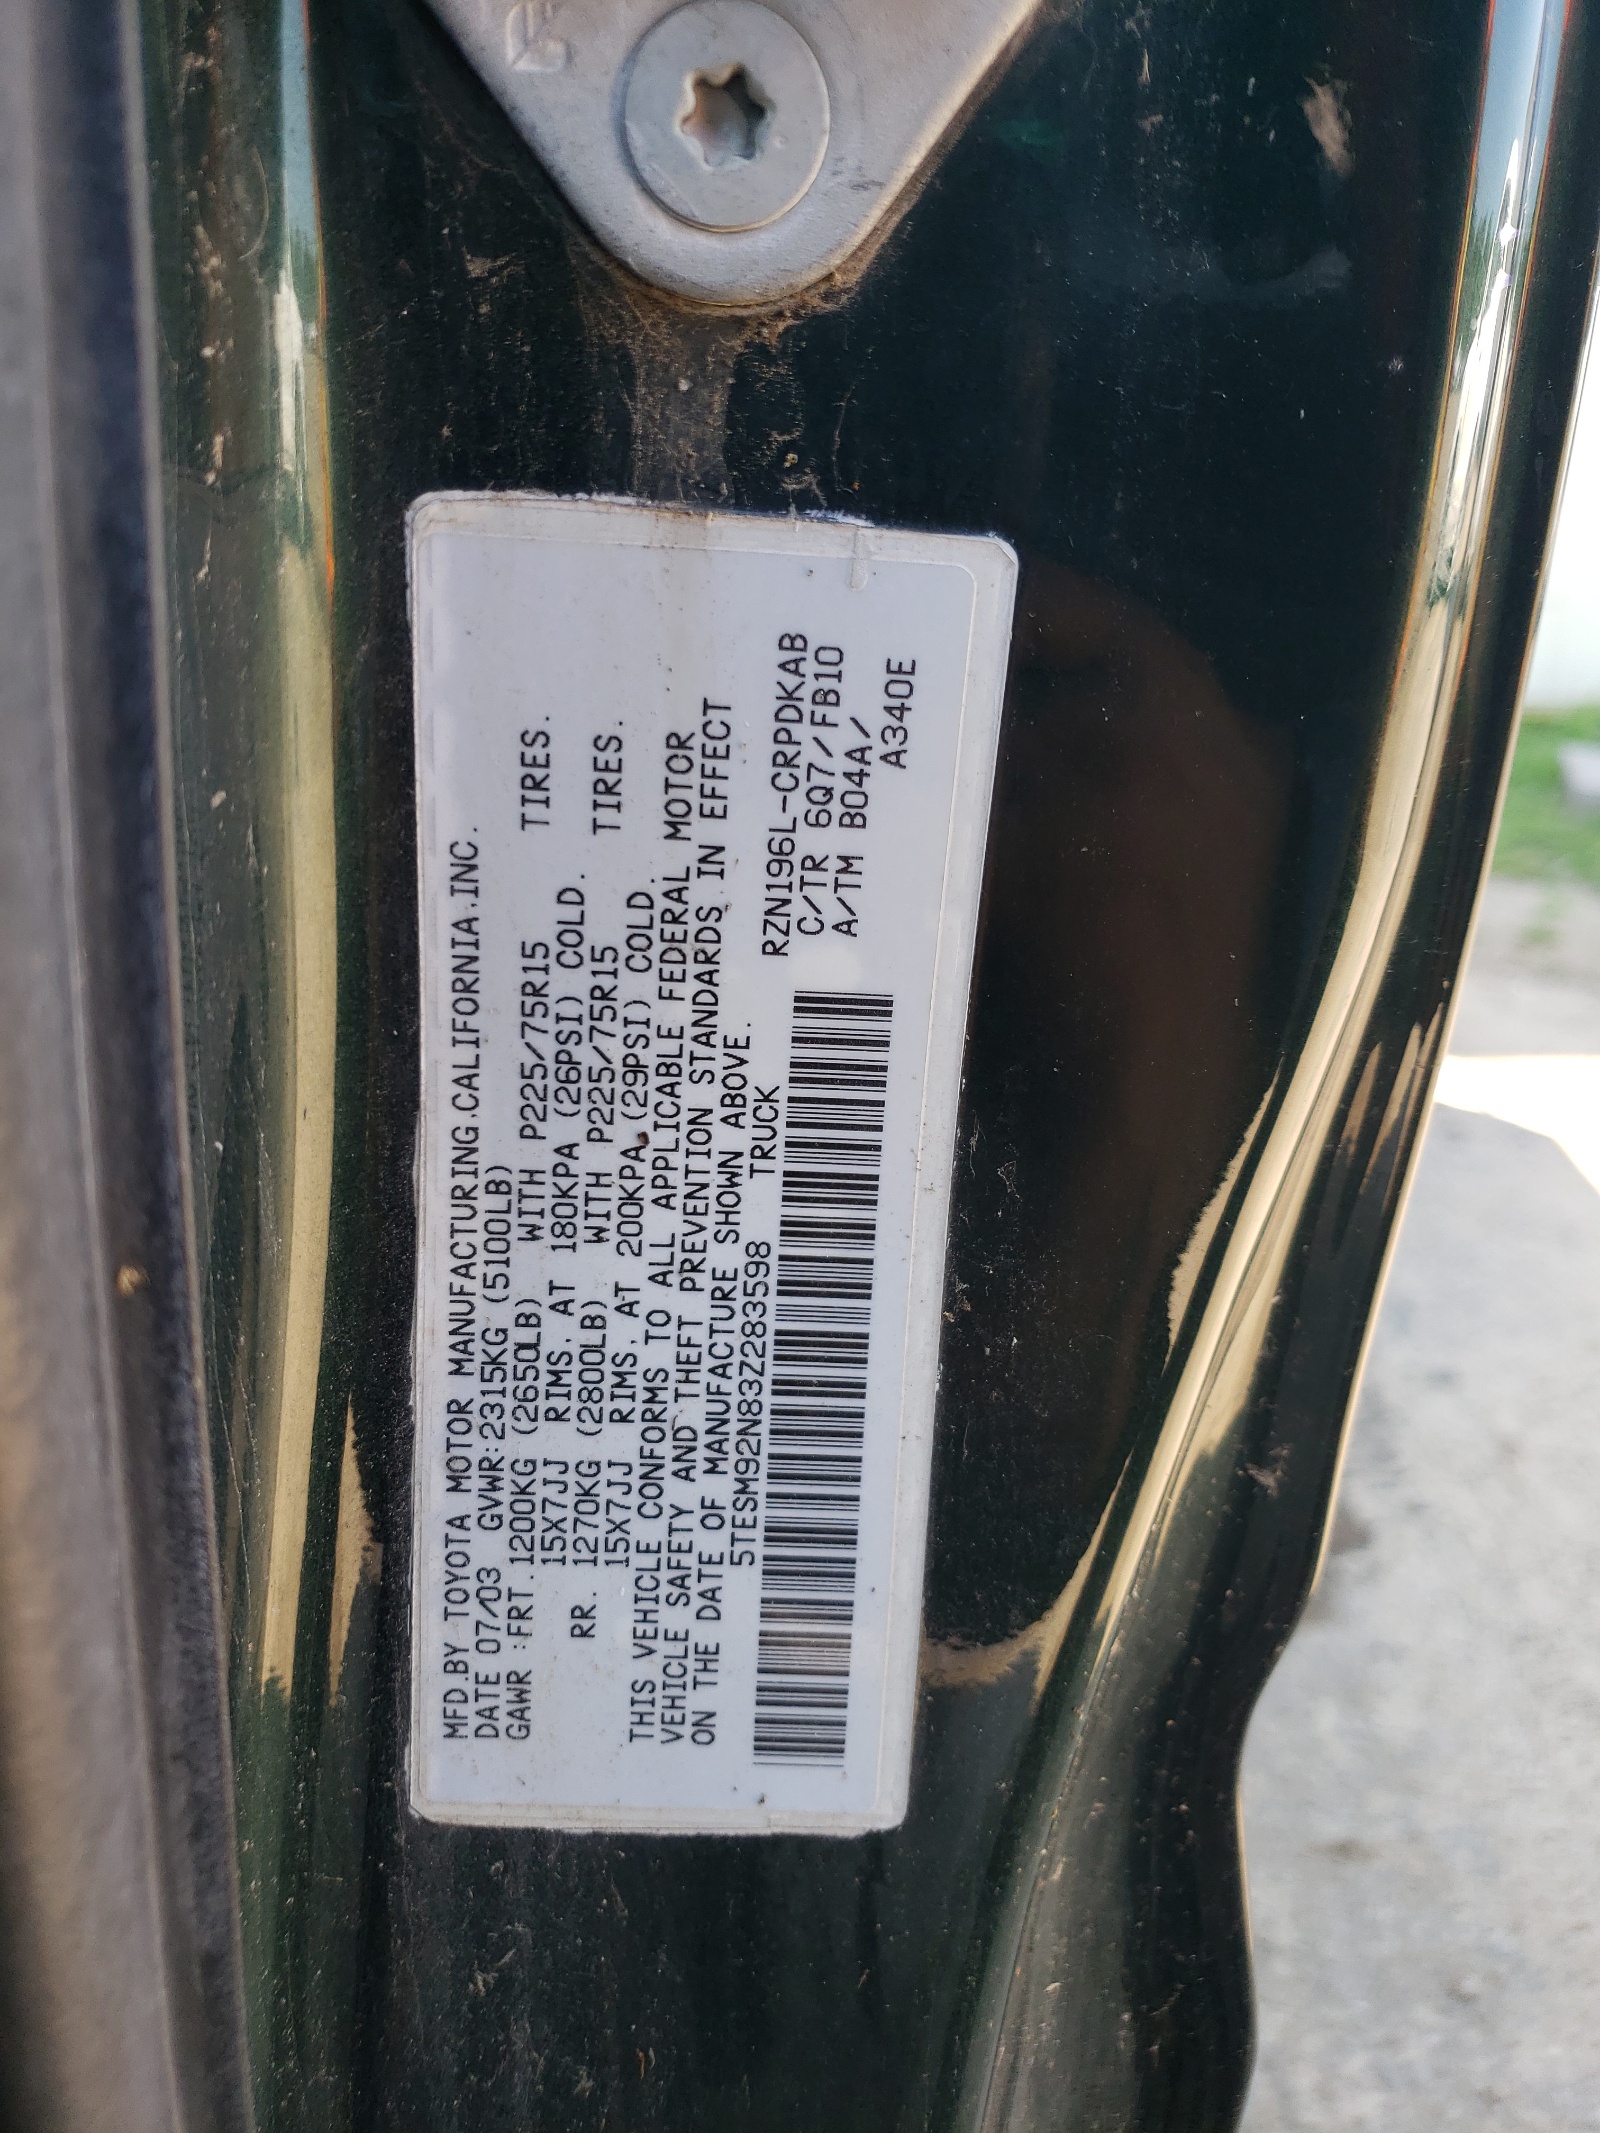 MFD.BY TOYOTA MOTOR MANUFACTURING,CALIFORNIA,INC.
DATE 07/03 GVWR:2315KG (5100LB)
GAWR :FRT.1200KG (2650LB) WITH P225/75R15 TIRES.
15X7JJ RIMS, AT 180KPA (26PSI) COLD.
RR. 1270KG (2800LB) WITH P225/75R15 TIRES.
15X7JJ RIMS, AT 200KPA (29PSI) COLD.
THIS VEHICLE CONFORMS TO ALL APPLICABLE FEDERAL MOTOR
VEHICLE SAFETY AND THEFT PREVENTION STANDARDS IN EFFECT
ON THE DATE OF MANUFACTURE SHOWN ABOVE.
5TESM92N83Z283598 TRUCK
RZN196L-CRPDKAB
C/TR 6Q7/FB10
A/TM B04A/
A340E